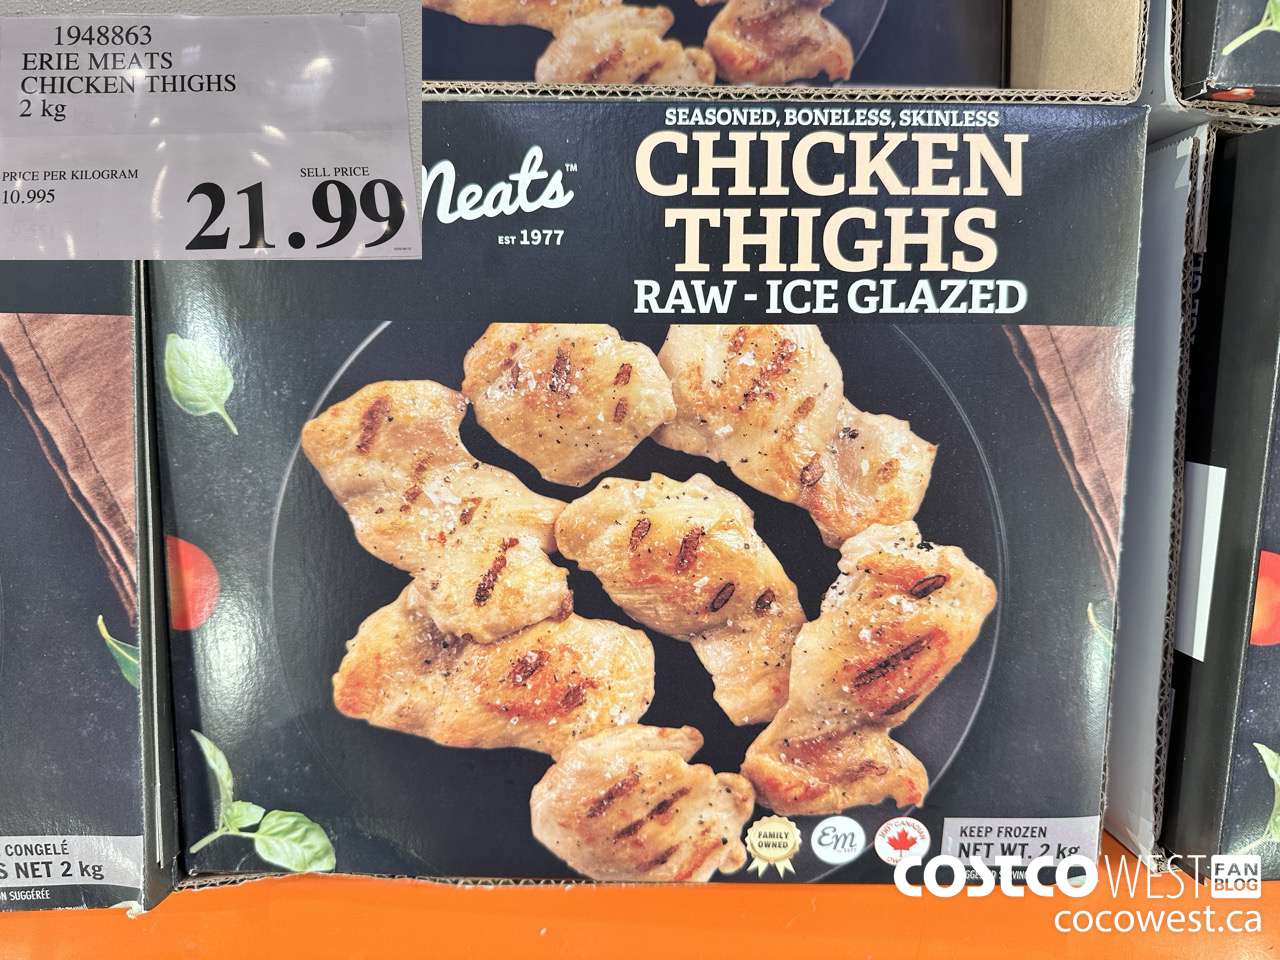 1948863
ERIE MEATS
CHICKEN THIGHS
2 kg
PRICE PER KILOGRAM
10.995
SELL PRICE
21.99
Meats™
EST 1977
SEASONED, BONELESS, SKINLESS
CHICKEN
THIGHS
RAW - ICE GLAZED
CONGELÉ
S NET 2 kg
N SUGGÉRÉE
FAMILY
OWNED
Em
KEEP FROZEN
NET WT. 2 kg
COSTCO WEST FAN BLOG
cocowest.ca